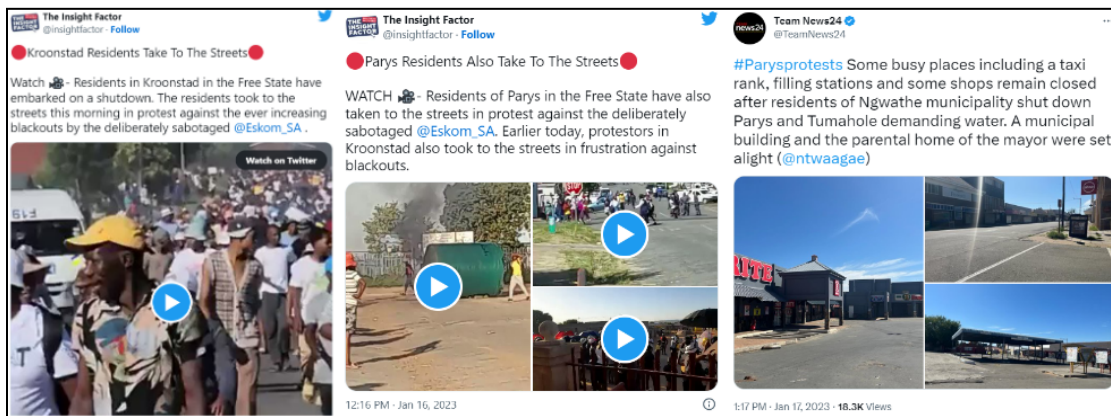 The Insight Factor
@insightfactor · Follow
🔴Kroonstad Residents Take To The Streets🔴
Watch 🎥- Residents in Kroonstad in the Free State have
embarked on a shutdown. The residents took to the
streets this morning in protest against the ever increasing
blackouts by the deliberately sabotaged @Eskom_SA .
Watch on Twitter
The Insight Factor
@insightfactor · Follow
🔴Parys Residents Also Take To The Streets🔴
WATCH 🎥- Residents of Parys in the Free State have also
taken to the streets in protest against the deliberately
sabotaged @Eskom_SA. Earlier today, protestors in
Kroonstad also took to the streets in frustration against
blackouts.
STOP
12:16 PM · Jan 16, 2023
news24
Team News24
@TeamNews24
#Parysprotests Some busy places including a taxi
rank, filling stations and some shops remain closed
after residents of Ngwathe municipality shut down
Parys and Tumahole demanding water. A municipal
building and the parental home of the mayor were set
alight (@ntwaagae)
RITE
1:17 PM · Jan 17, 2023 · 18.3K Views